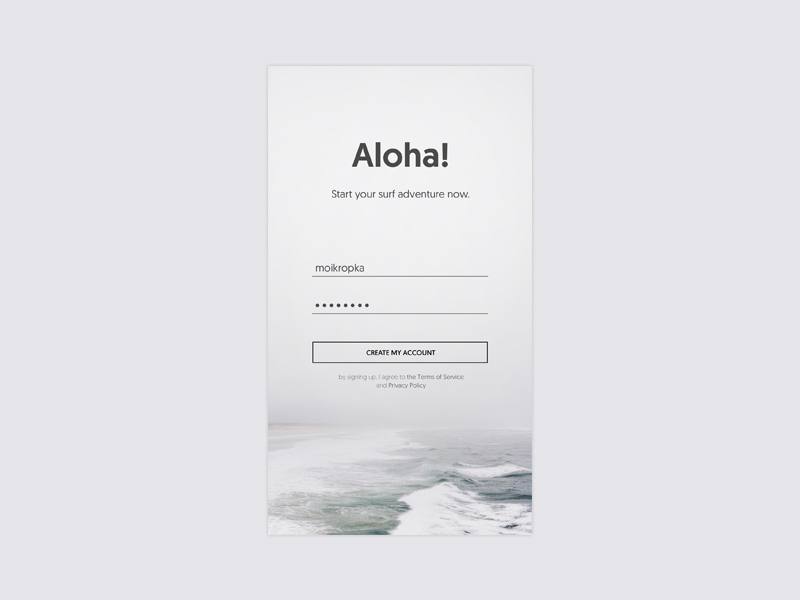 Aloha!
Start your surf adventure now.
moikropka
••••••••
CREATE MY ACCOUNT
by signing up, I agree to the Terms of Service
and Privacy Policy